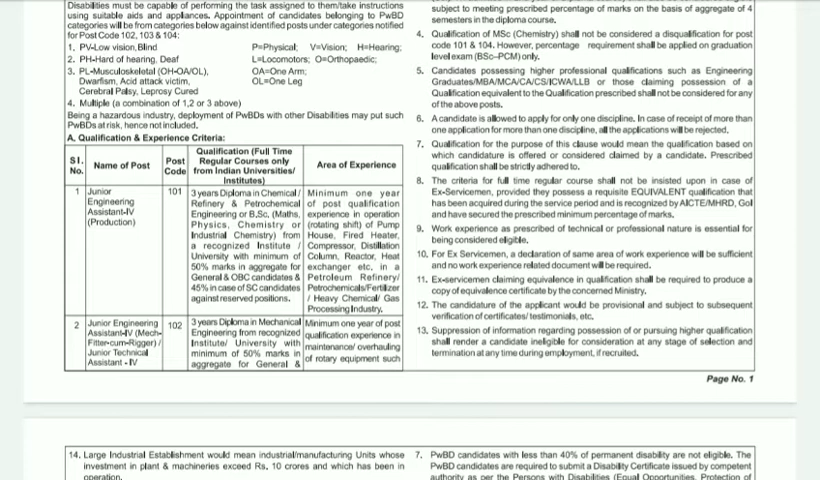 Disabilities must be capable of performing the task assigned to them/take instructions
using suitable aids and appliances. Appointment of candidates belonging to PwBD
categories will be from categories below against identified posts under categories notified
for Post Code 102, 103 & 104:
1. PV-Low vision, Blind P=Physical; V=Vision; H=Hearing;
2. PH-Hard of hearing, Deaf L=Locomotors; O=Orthopaedic;
3. PL-Musculoskeletal (OH-OA/OL), OA=One Arm;
Dwarfism, Acid attack victim, OL=One Leg
Cerebral Palsy, Leprosy Cured
4. Multiple (a combination of 1,2 or 3 above)
Being a hazardous industry, deployment of PwBDs with other Disabilities may put such
PwBDs at risk, hence not included.
A. Qualification & Experience Criteria:
Sl. No.
Name of Post
Post Code
Qualification (Full Time
Regular Courses only
from Indian Universities/
Institutes)
Area of Experience
1
Junior
Engineering
Assistant-IV
(Production)
101
3 years Diploma in Chemical /
Refinery & Petrochemical
Engineering or B.Sc. (Maths,
Physics, Chemistry or
Industrial Chemistry) from
a recognized Institute /
University with minimum of
50% marks in aggregate for
General & OBC candidates &
45% in case of SC candidates
against reserved positions.
Minimum one year
of post qualification
experience in operation
(rotating shift) of Pump
House, Fired Heater,
Compressor, Distillation
Column, Reactor, Heat
exchanger etc. in a
Petroleum Refinery/
Petrochemicals/Fertilizer
/ Heavy Chemical/ Gas
Processing Industry.
2
Junior Engineering
Assistant-IV (Mech-
Fitter-cum-Rigger) /
Junior Technical
Assistant - IV
102
3 years Diploma in Mechanical
Engineering from recognized
Institute/ University with
minimum of 50% marks in
aggregate for General &
Minimum one year of post
qualification experience in
maintenance/ overhauling
of rotary equipment such
subject to meeting prescribed percentage of marks on the basis of aggregate of 4
semesters in the diploma course.
4. Qualification of MSc (Chemistry) shall not be considered a disqualification for post
code 101 & 104. However, percentage requirement shall be applied on graduation
level exam (BSc-PCM) only.
5. Candidates possessing higher professional qualifications such as Engineering
Graduates/MBA/MCA/CA/CS/ICWA/LLB or those claiming possession of a
Qualification equivalent to the Qualification prescribed shall not be considered for any
of the above posts.
6. A candidate is allowed to apply for only one discipline. In case of receipt of more than
one application for more than one discipline, all the applications will be rejected.
7. Qualification for the purpose of this clause would mean the qualification based on
which candidature is offered or considered claimed by a candidate. Prescribed
qualification shall be strictly adhered to.
8. The criteria for full time regular course shall not be insisted upon in case of
Ex-Servicemen, provided they possess a requisite EQUIVALENT qualification that
has been acquired during the service period and is recognized by AICTE/MHRD, GoI
and have secured the prescribed minimum percentage of marks.
9. Work experience as prescribed of technical or professional nature is essential for
being considered eligible.
10. For Ex Servicemen, a declaration of same area of work experience will be sufficient
and no work experience related document will be required.
11. Ex-servicemen claiming equivalence in qualification shall be required to produce a
copy of equivalence certificate by the concerned Ministry.
12. The candidature of the applicant would be provisional and subject to subsequent
verification of certificates/ testimonials, etc.
13. Suppression of information regarding possession of or pursuing higher qualification
shall render a candidate ineligible for consideration at any stage of selection and
termination at any time during employment, if recruited.
Page No. 1
14. Large Industrial Establishment would mean industrial/manufacturing Units whose
investment in plant & machineries exceed Rs. 10 crores and which has been in
operation.
7. PwBD candidates with less than 40% of permanent disability are not eligible. The
PwBD candidates are required to submit a Disability Certificate issued by competent
authority as per the Persons with Disabilities (Equal Opportunities, Protection of